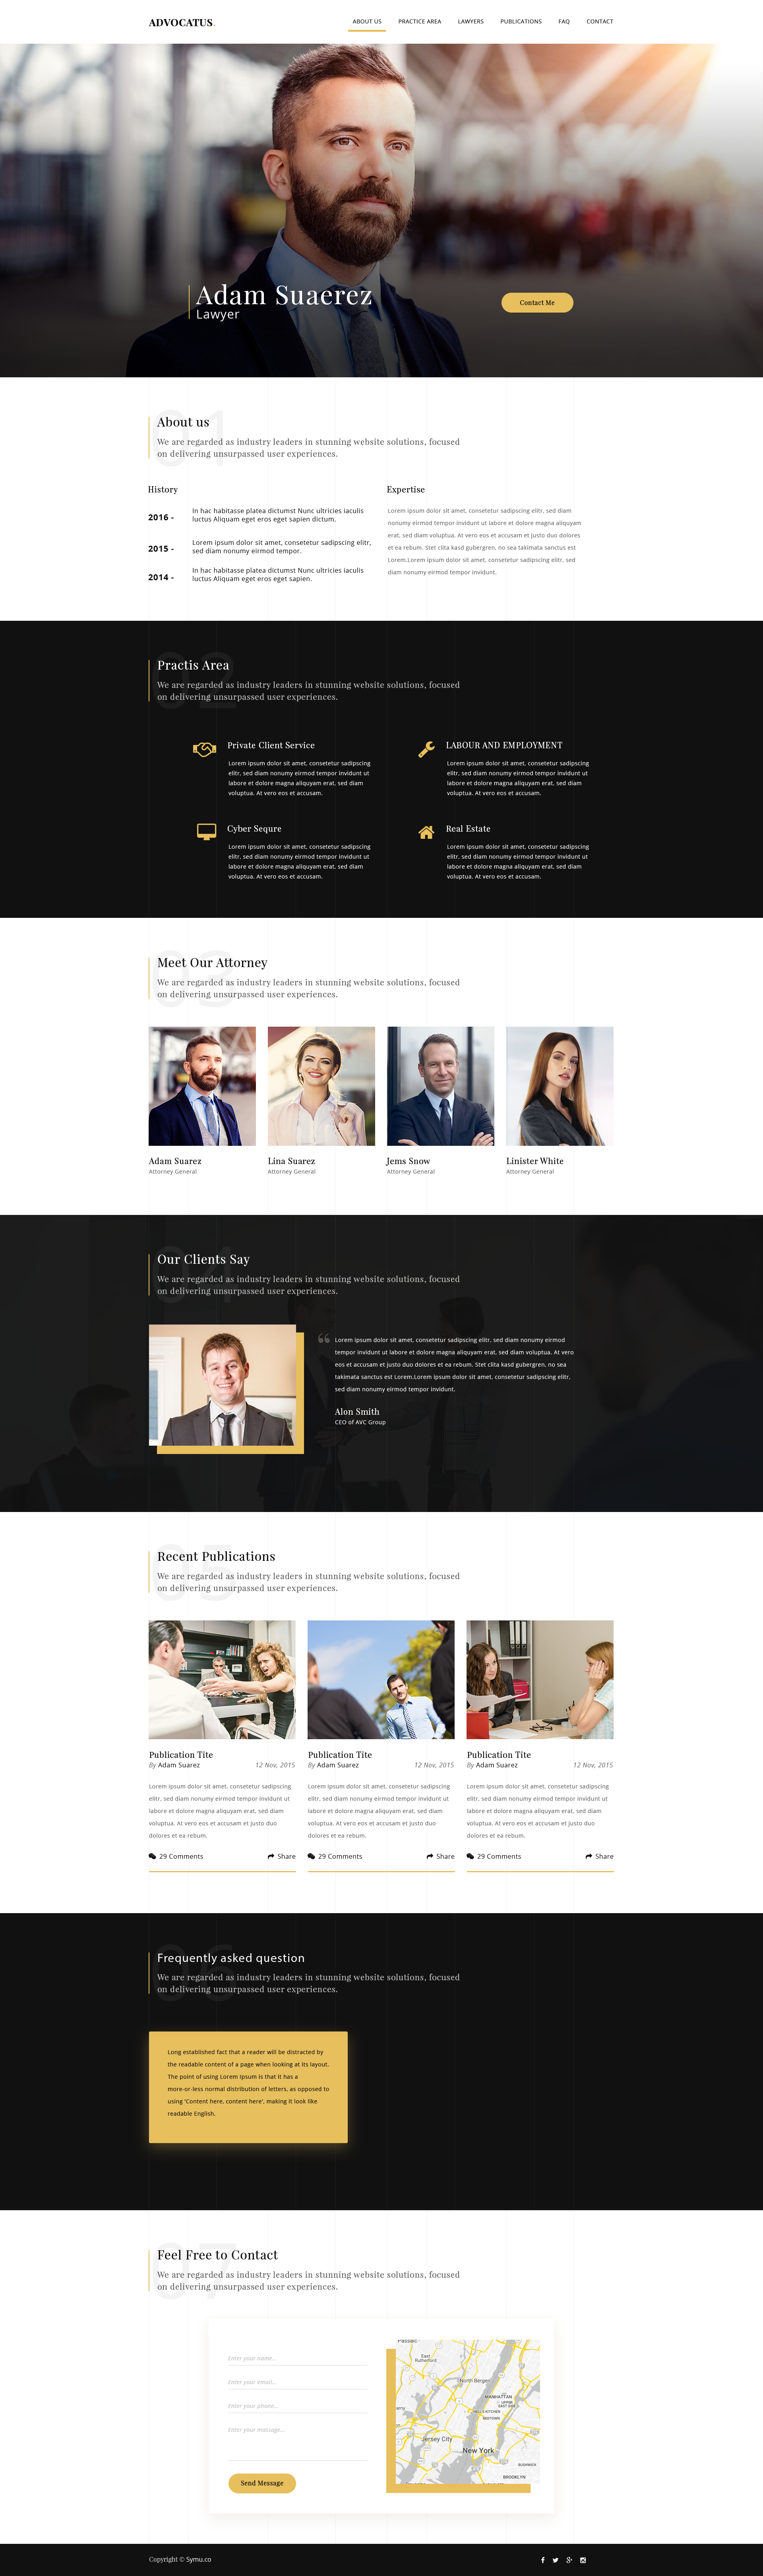 ADVOCATUS.
ABOUT US PRACTICE AREA LAWYERS PUBLICATIONS FAQ CONTACT
Adam Suaerez
Lawyer
Contact Me
01
About us
We are regarded as industry leaders in stunning website solutions, focused
on delivering unsurpassed user experiences.
History
2016 -
In hac habitasse platea dictumst Nunc ultricies iaculis
luctus Aliquam eget eros eget sapien dictum.
2015 -
Lorem ipsum dolor sit amet, consetetur sadipscing elitr,
sed diam nonumy eirmod tempor.
2014 -
In hac habitasse platea dictumst Nunc ultricies iaculis
luctus Aliquam eget eros eget sapien.
Expertise
Lorem ipsum dolor sit amet, consetetur sadipscing elitr, sed diam
nonumy eirmod tempor invidunt ut labore et dolore magna aliquyam
erat, sed diam voluptua. At vero eos et accusam et justo duo dolores
et ea rebum. Stet clita kasd gubergren, no sea takimata sanctus est
Lorem.Lorem ipsum dolor sit amet, consetetur sadipscing elitr, sed
diam nonumy eirmod tempor invidunt.
02
Practis Area
We are regarded as industry leaders in stunning website solutions, focused
on delivering unsurpassed user experiences.
Private Client Service
Lorem ipsum dolor sit amet, consetetur sadipscing
elitr, sed diam nonumy eirmod tempor invidunt ut
labore et dolore magna aliquyam erat, sed diam
voluptua. At vero eos et accusam.
LABOUR AND EMPLOYMENT
Lorem ipsum dolor sit amet, consetetur sadipscing
elitr, sed diam nonumy eirmod tempor invidunt ut
labore et dolore magna aliquyam erat, sed diam
voluptua. At vero eos et accusam.
Cyber Sequre
Lorem ipsum dolor sit amet, consetetur sadipscing
elitr, sed diam nonumy eirmod tempor invidunt ut
labore et dolore magna aliquyam erat, sed diam
voluptua. At vero eos et accusam.
Real Estate
Lorem ipsum dolor sit amet, consetetur sadipscing
elitr, sed diam nonumy eirmod tempor invidunt ut
labore et dolore magna aliquyam erat, sed diam
voluptua. At vero eos et accusam.
03
Meet Our Attorney
We are regarded as industry leaders in stunning website solutions, focused
on delivering unsurpassed user experiences.
Adam Suarez
Attorney General
Lina Suarez
Attorney General
Jems Snow
Attorney General
Linister White
Attorney General
04
Our Clients Say
We are regarded as industry leaders in stunning website solutions, focused
on delivering unsurpassed user experiences.
“
Lorem ipsum dolor sit amet, consetetur sadipscing elitr, sed diam nonumy eirmod
tempor invidunt ut labore et dolore magna aliquyam erat, sed diam voluptua. At vero
eos et accusam et justo duo dolores et ea rebum. Stet clita kasd gubergren, no sea
takimata sanctus est Lorem.Lorem ipsum dolor sit amet, consetetur sadipscing elitr,
sed diam nonumy eirmod tempor invidunt.
Alon Smith
CEO of AVC Group
05
Recent Publications
We are regarded as industry leaders in stunning website solutions, focused
on delivering unsurpassed user experiences.
Publication Tite
By Adam Suarez 12 Nov, 2015
Lorem ipsum dolor sit amet, consetetur sadipscing
elitr, sed diam nonumy eirmod tempor invidunt ut
labore et dolore magna aliquyam erat, sed diam
voluptua. At vero eos et accusam et justo duo
dolores et ea rebum.
29 Comments Share
Publication Tite
By Adam Suarez 12 Nov, 2015
Lorem ipsum dolor sit amet, consetetur sadipscing
elitr, sed diam nonumy eirmod tempor invidunt ut
labore et dolore magna aliquyam erat, sed diam
voluptua. At vero eos et accusam et justo duo
dolores et ea rebum.
29 Comments Share
Publication Tite
By Adam Suarez 12 Nov, 2015
Lorem ipsum dolor sit amet, consetetur sadipscing
elitr, sed diam nonumy eirmod tempor invidunt ut
labore et dolore magna aliquyam erat, sed diam
voluptua. At vero eos et accusam et justo duo
dolores et ea rebum.
29 Comments Share
06
Frequently asked question
We are regarded as industry leaders in stunning website solutions, focused
on delivering unsurpassed user experiences.
Long established fact that a reader will be distracted by
the readable content of a page when looking at its layout.
The point of using Lorem Ipsum is that it has a
more-or-less normal distribution of letters, as opposed to
using 'Content here, content here', making it look like
readable English.
07
Feel Free to Contact
We are regarded as industry leaders in stunning website solutions, focused
on delivering unsurpassed user experiences.
Enter your name...
Enter your email...
Enter your phone...
Enter your massage...
Send Message
Passaic
East
Rutherford
North Bergen
MANHATTAN
UPPER
EAST SIDE
HELL'S KITCHEN
MIDTOWN
Jersey City
New York
BUSHWICK
BROOKLYN
Copyright © Symu.co